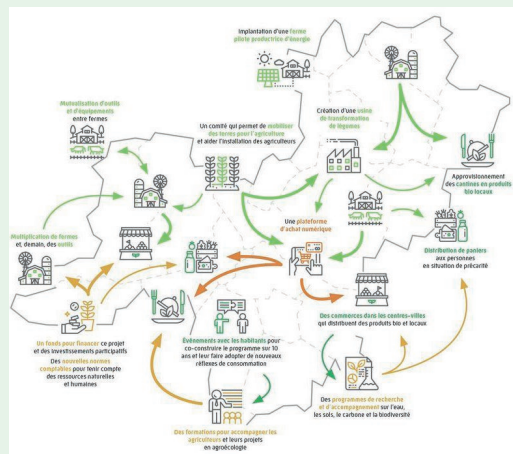 Implantation d'une ferme
pilote productrice d'énergie
Mutualisation d'outils
et d'équipements
entre fermes
Un comité qui permet de mobiliser
des terres pour l'agriculture
et aider l'installation des agriculteurs
Création d'une usine
de transformation
de légumes
Approvisionnement
des cantines en produits
bio locaux
Multiplication de fermes
et, demain, des outils
Une plateforme
d'achat numérique
Distribution de paniers
aux personnes
en situation de précarité
Un fonds pour financer ce projet
et des investissements participatifs
Des nouvelles normes
comptables pour tenir compte
des ressources naturelles
et humaines
Événements avec les habitants pour
co-construire le programme sur 10
ans et leur faire adopter de nouveaux
réflexes de consommation
Des commerces dans les centres-villes
qui distribuent des produits bio et locaux
Des programmes de recherche
et d'accompagnement sur l'eau,
les sols, le carbone et la biodiversité
Des formations pour accompagner les
agriculteurs et leurs projets
en agroécologie